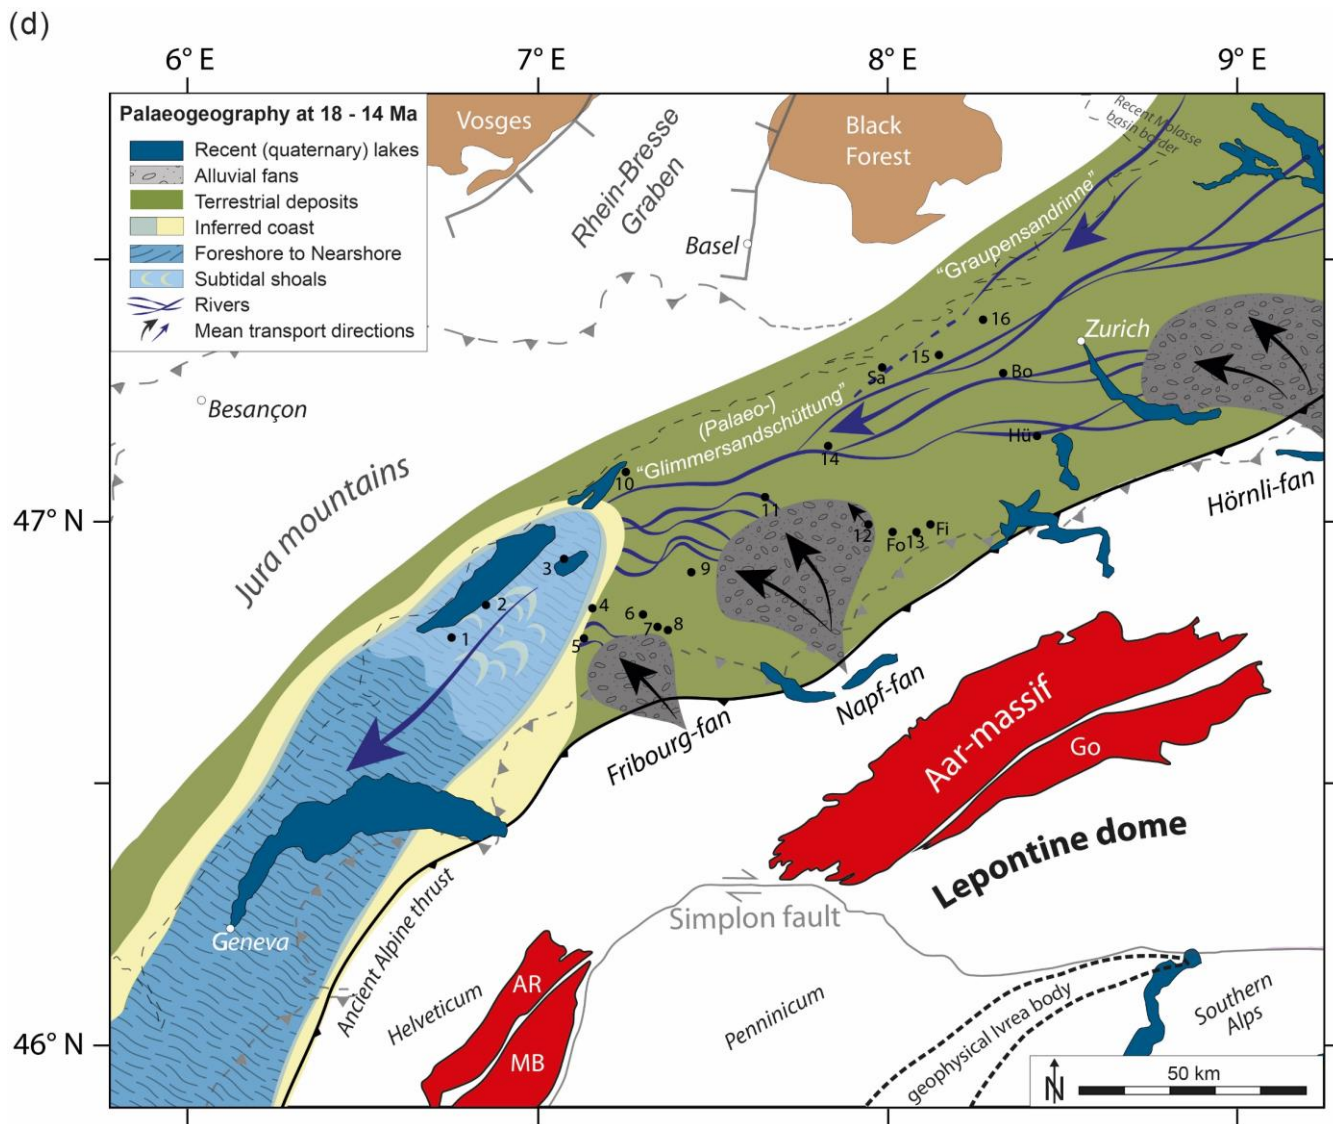 (d)
6° E
7° E
8° E
9° E
Palaeogeography at 18 - 14 Ma
Recent (quaternary) lakes
Alluvial fans
Terrestrial deposits
Inferred coast
Foreshore to Nearshore
Subtidal shoals
Rivers
Mean transport directions
Vosges
Rhein-Bresse
Graben
Basel
Black
Forest
Recent Molasse
basin border
"Graupensandrinne"
16
15
Zurich
Sa
Bo
Besançon
(Palaeo-)
"Glimmersandschüttung"
14
Hü
10
Jura mountains
47° N
11
12
Fo
13
Fi
Hörnli-fan
3
9
2
4
6
1
5
7
8
Napf-fan
Fribourg-fan
Aar-massif
Go
Lepontine dome
Simplon fault
Geneva
Ancient Alpine thrust
Helveticum
AR
MB
Penninicum
geophysical Ivrea body
Southern
Alps
46° N
N
50 km